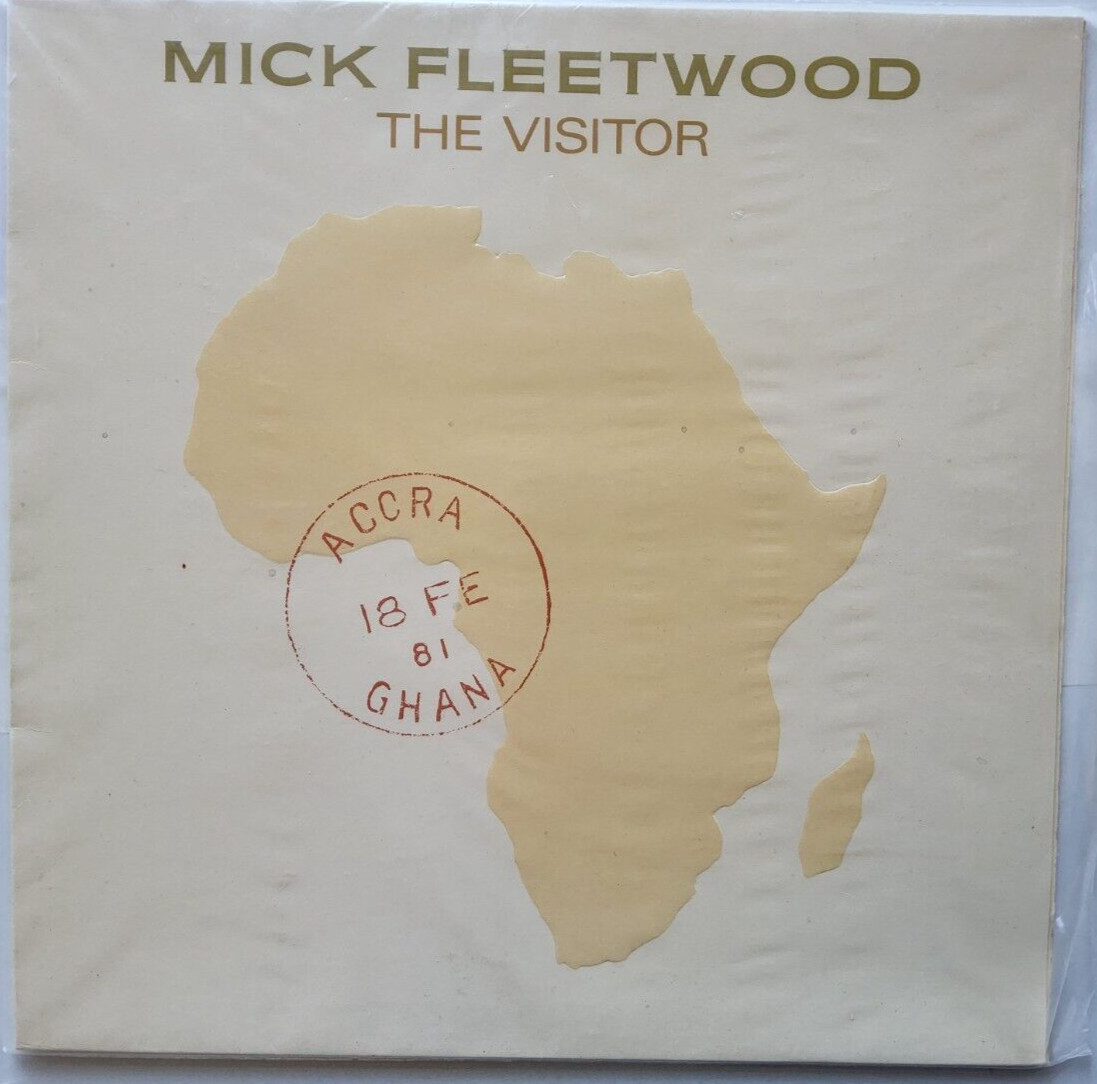 MICK FLEETWOOD
THE VISITOR
ACCRA
18 FE
81
GHANA